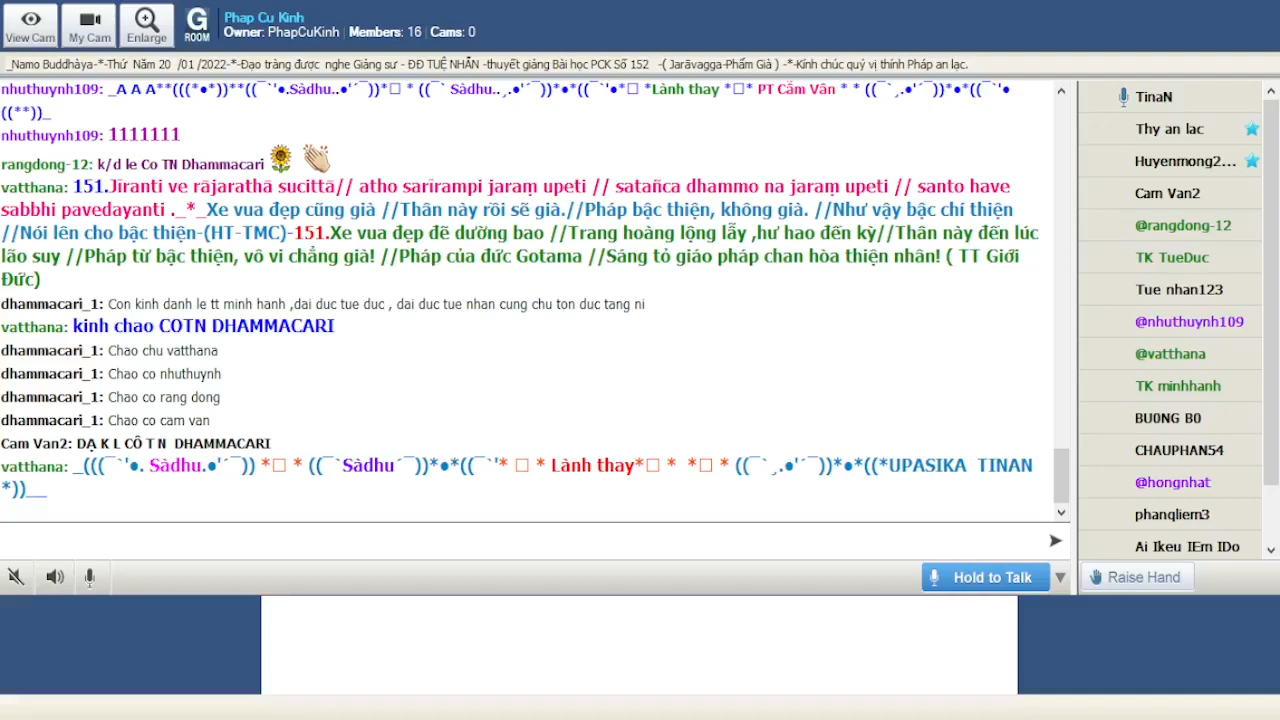 View Cam
My Cam
Enlarge
G
ROOM
Phap Cu Kinh
Owner: PhapCuKinh | Members: 16 | Cams: 0
_Namo Buddhàya-*-Thứ Năm 20 /01 /2022-*-Đạo tràng được nghe Giảng sư - ĐĐ TUỆ NHẪN -thuyết giảng Bài học PCK Số 152 -( Jarāvagga-Phẩm Già ) -*-Kính chúc quý vị thính Pháp an lạc.
nhuthuynh109: _A A A**(((*●*))**((¯`'●.Sàdhu..●'´¯))*□ * ((¯` Sàdhu..¸.●'´¯))*●*((¯`'●*□ *Lành thay *□* PT Cẩm Vân * * ((¯`¸.●'´¯))*●*((¯`'●
((**))_
nhuthuynh109: 1111111
rangdong-12: k/d le Co TN Dhammacari
vatthana: 151.Jīranti ve rājarathā sucittā// atho sarīrampi jaraṃ upeti // satañca dhammo na jaraṃ upeti // santo have
sabbhi pavedayanti ._*_Xe vua đẹp cũng già //Thân này rồi sẽ già.//Pháp bậc thiện, không già. //Như vậy bậc chí thiện
//Nói lên cho bậc thiện-(HT-TMC)-151.Xe vua đẹp đẽ dường bao //Trang hoàng lộng lẫy ,hư hao đến kỳ//Thân này đến lúc
lão suy //Pháp từ bậc thiện, vô vi chẳng già! //Pháp của đức Gotama //Sáng tỏ giáo pháp chan hòa thiện nhân! ( TT Giới
Đức)
dhammacari_1: Con kinh danh le tt minh hanh ,dai duc tue duc , dai duc tue nhan cung chu ton duc tang ni
vatthana: kinh chao COTN DHAMMACARI
dhammacari_1: Chao chu vatthana
dhammacari_1: Chao co nhuthuynh
dhammacari_1: Chao co rang dong
dhammacari_1: Chao co cam van
Cam Van2: DẠ K L CÔ T N DHAMMACARI
vatthana: _(((¯`'●. Sàdhu.●'´¯)) *□ * ((¯`Sàdhu´¯))*●*((¯`'* □ * Lành thay*□ * *□ * ((¯`¸.●'´¯))*●*((*UPASIKA TINAN
*))__
Hold to Talk
TinaN
Thy an lac
Huyenmong2...
Cam Van2
@rangdong-12
TK TueDuc
Tue nhan123
@nhuthuynh109
@vatthana
TK minhhanh
BU0NG B0
CHAUPHAN54
@hongnhat
phanqliem3
Ai Ikeu IEm IDo
Raise Hand